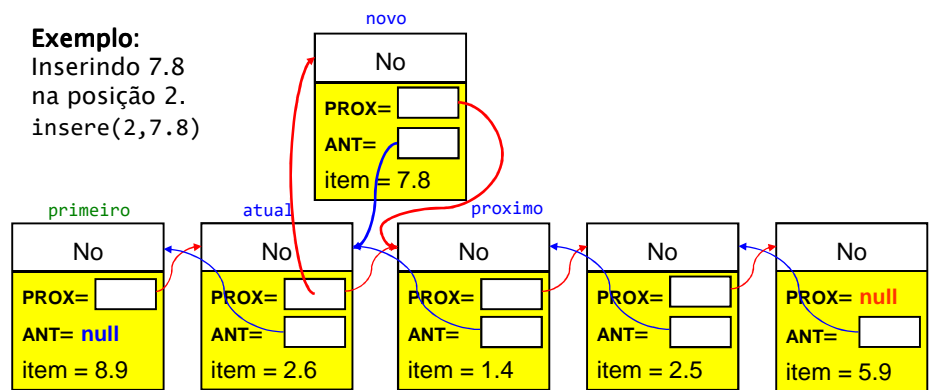 Exemplo:
Inserindo 7.8
na posição 2.
insere(2,7.8)
novo
No
PROX=
ANT=
item = 7.8
primeiro
No
PROX=
ANT= null
item = 8.9
atual
No
PROX=
ANT=
item = 2.6
proximo
No
PROX=
ANT=
item = 1.4
No
PROX=
ANT=
item = 2.5
No
PROX= null
ANT=
item = 5.9